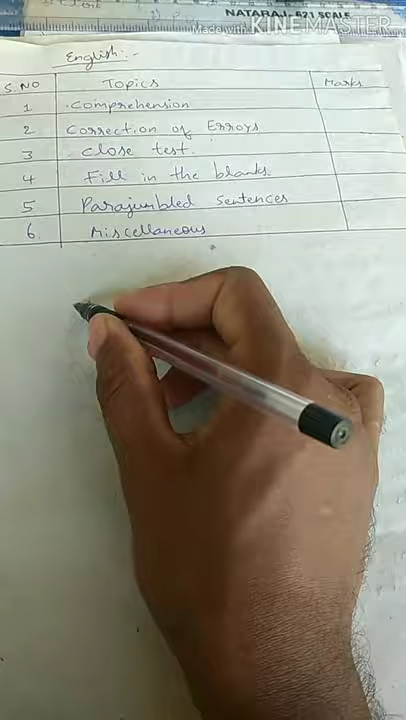 NATARAJ 621 SCALE
Made with KINEMASTER
English:-
S.NO Topics Marks
1 Comprehension
2 Correction of Errors
3 Close test.
4 Fill in the blanks.
5 Parajumbled sentences
6. Miscellaneous